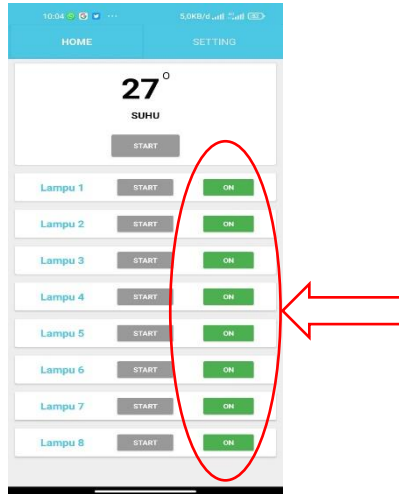 10:04 ... 5,0KB/d
HOME SETTING
27°
SUHU
START
Lampu 1 START ON
Lampu 2 START ON
Lampu 3 START ON
Lampu 4 START ON
Lampu 5 START ON
Lampu 6 START ON
Lampu 7 START ON
Lampu 8 START ON